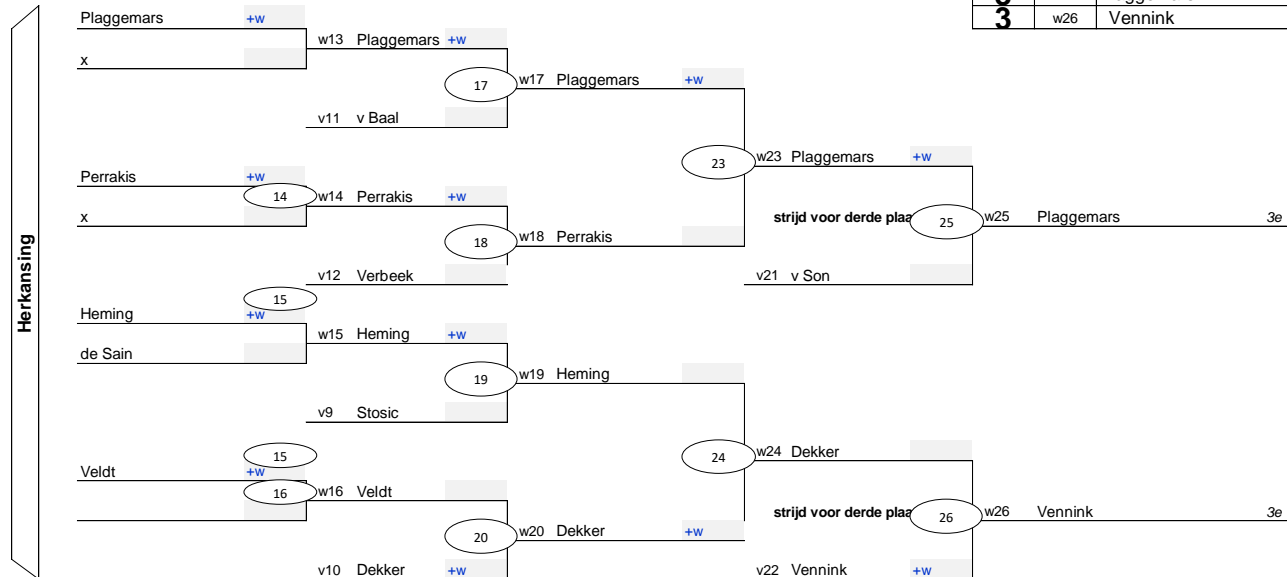 3 w26 Vennink
Plaggemars +w
w13 Plaggemars +w
x
17 w17 Plaggemars +w
v11 v Baal
23 w23 Plaggemars +w
Perrakis +w
14 w14 Perrakis +w
x
strijd voor derde plaa 25 w25 Plaggemars 3e
18 w18 Perrakis
v12 Verbeek
v21 v Son
Herkansing
15
Heming +w
w15 Heming +w
de Sain
19 w19 Heming
v9 Stosic
15
24 w24 Dekker
Veldt +w
16 w16 Veldt
strijd voor derde plaa 26 w26 Vennink 3e
20 w20 Dekker +w
v10 Dekker +w
v22 Vennink +w